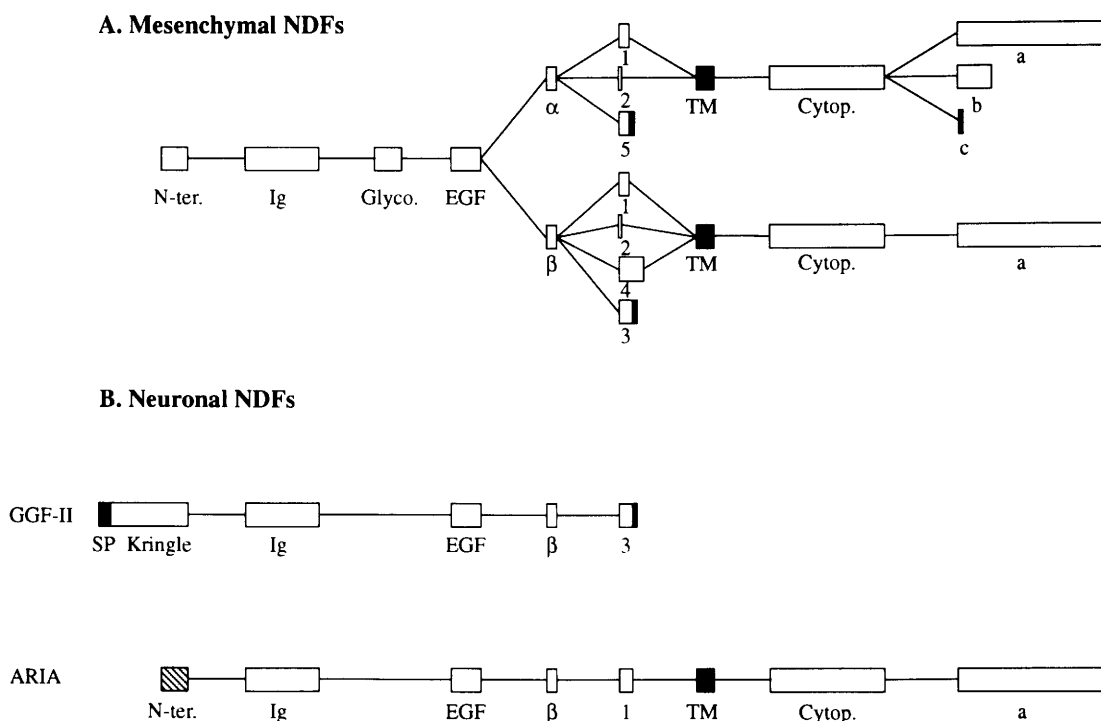 A. Mesenchymal NDFs
1
a
α
2
TM
Cytop.
b
5
c
N-ter.
Ig
Glyco.
EGF
1
β
2
TM
Cytop.
a
4
3
B. Neuronal NDFs
GGF-II
SP Kringle
Ig
EGF
β
3
ARIA
N-ter.
Ig
EGF
β
1
TM
Cytop.
a